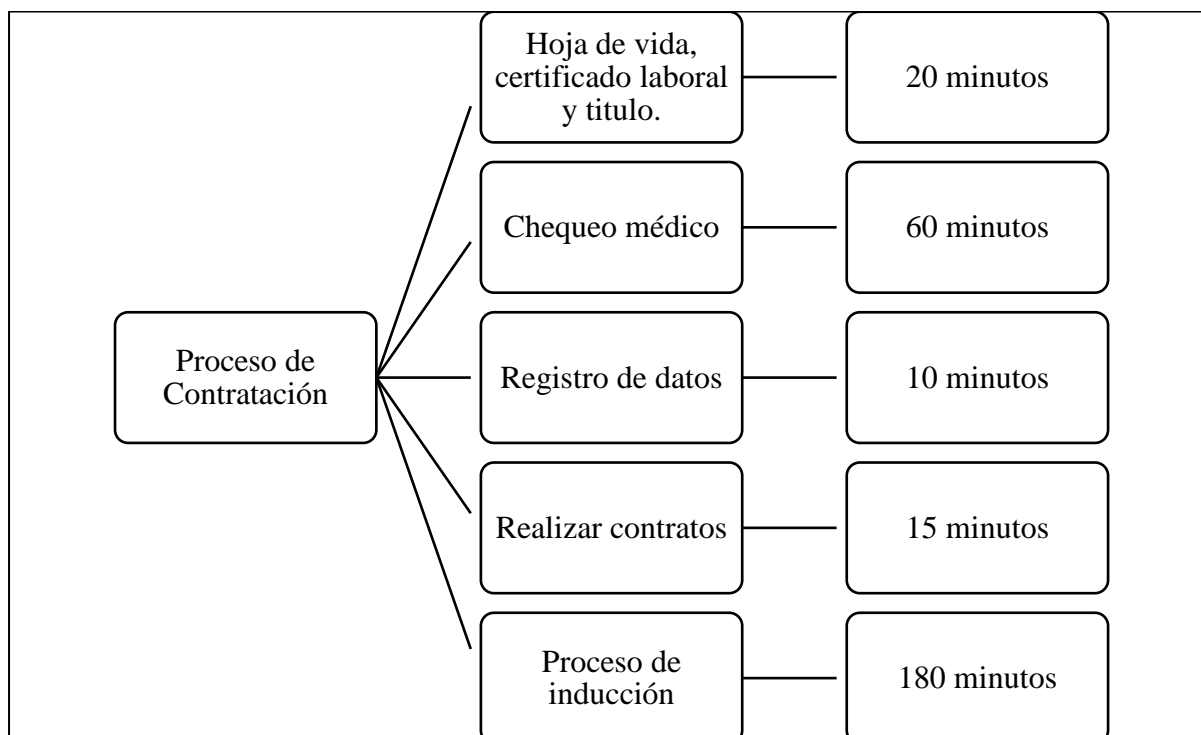 Hoja de vida,
certificado laboral
y titulo.
20 minutos
Chequeo médico
60 minutos
Proceso de
Contratación
Registro de datos
10 minutos
Realizar contratos
15 minutos
Proceso de
inducción
180 minutos